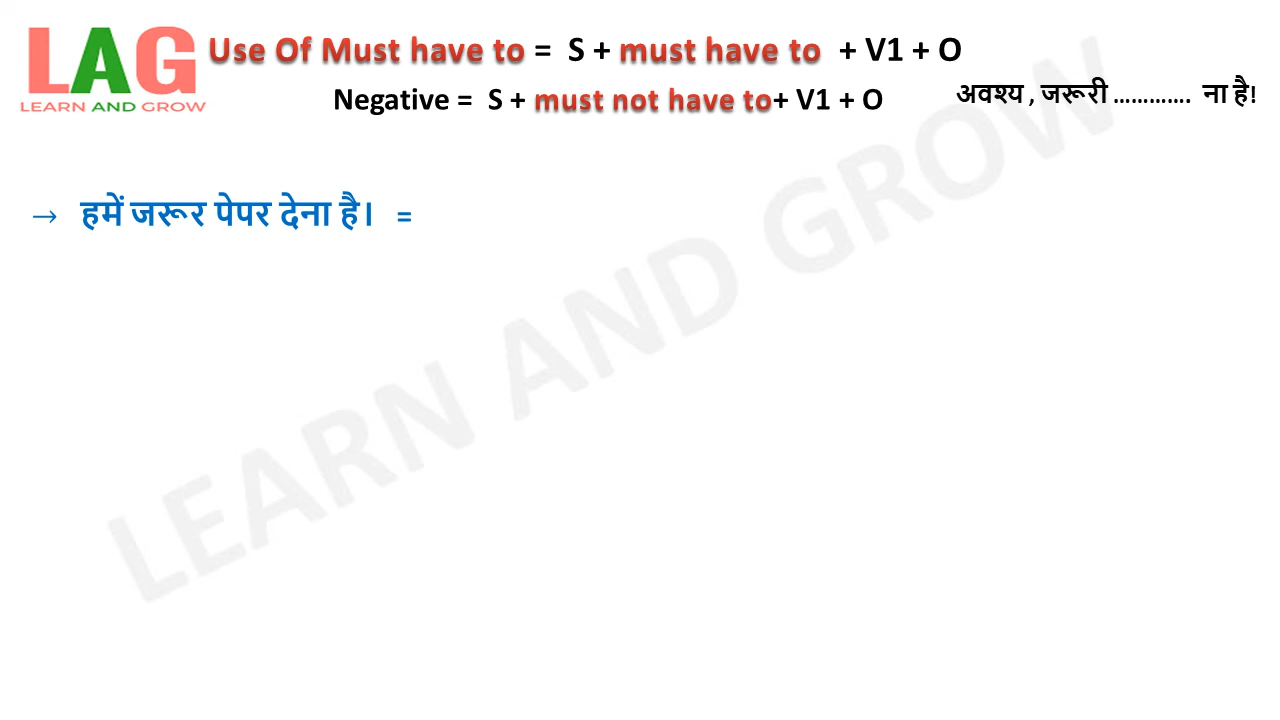 LAG
LEARN AND GROW
Use Of Must have to = S + must have to + V1 + O
Negative = S + must not have to+ V1 + O
अवश्य , जरूरी …………. ना है!
→ हमें जरूर पेपर देना है। =
LEARN AND GROW